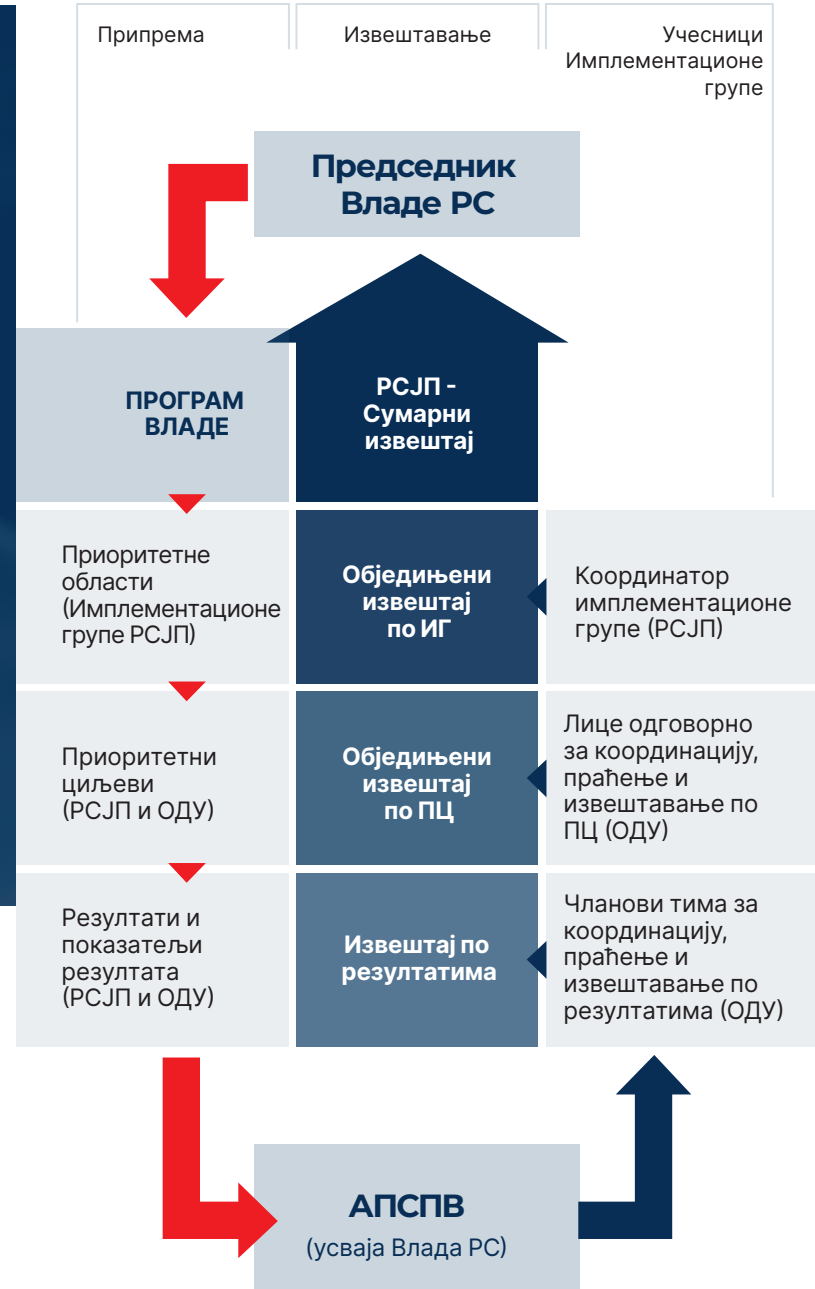 Припрема
Извештавање
Учесници
Имплементационе
групе
Председник
Владе РС
ПРОГРАМ
ВЛАДЕ
РСЈП -
Сумарни
извештај
Приоритетне
области
(Имплементационе
групе РСЈП)
Обједињени
извештај
по ИГ
Координатор
имплементационе
групе (РСЈП)
Приоритетни
циљеви
(РСЈП и ОДУ)
Обједињени
извештај
по ПЦ
Лице одговорно
за координацију,
праћење и
извештавање по
ПЦ (ОДУ)
Резултати и
показатељи
резултата
(РСЈП и ОДУ)
Извештај по
резултатима
Чланови тима за
координацију,
праћење и
извештавање по
резултатима (ОДУ)
АПСПВ
(усваја Влада РС)